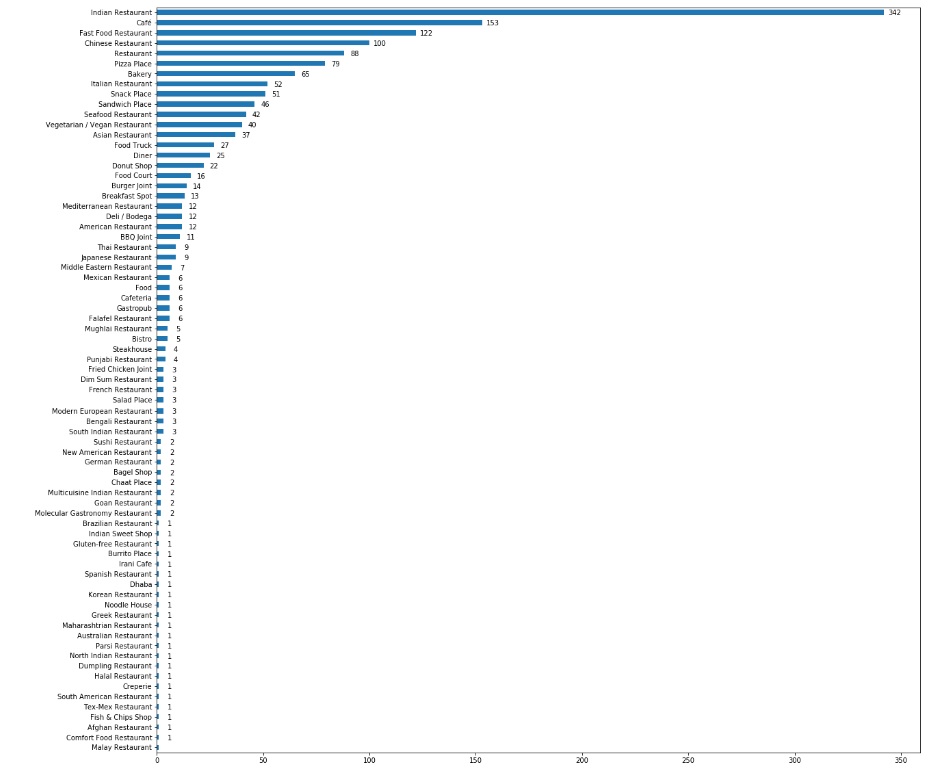 Indian Restaurant 342
Café 153
Fast Food Restaurant 122
Chinese Restaurant 100
Restaurant 88
Pizza Place 79
Bakery 65
Italian Restaurant 52
Snack Place 51
Sandwich Place 46
Seafood Restaurant 42
Vegetarian / Vegan Restaurant 40
Asian Restaurant 37
Food Truck 27
Diner 25
Donut Shop 22
Food Court 16
Burger Joint 14
Breakfast Spot 13
Mediterranean Restaurant 12
Deli / Bodega 12
American Restaurant 12
BBQ Joint 11
Thai Restaurant 9
Japanese Restaurant 9
Middle Eastern Restaurant 7
Mexican Restaurant 6
Food 6
Cafeteria 6
Gastropub 6
Falafel Restaurant 6
Mughlai Restaurant 5
Bistro 5
Steakhouse 4
Punjabi Restaurant 4
Fried Chicken Joint 3
Dim Sum Restaurant 3
French Restaurant 3
Salad Place 3
Modern European Restaurant 3
Bengali Restaurant 3
South Indian Restaurant 3
Sushi Restaurant 2
New American Restaurant 2
German Restaurant 2
Bagel Shop 2
Chaat Place 2
Multicuisine Indian Restaurant 2
Goan Restaurant 2
Molecular Gastronomy Restaurant 2
Brazilian Restaurant 1
Indian Sweet Shop 1
Gluten-free Restaurant 1
Burrito Place 1
Irani Cafe 1
Spanish Restaurant 1
Dhaba 1
Korean Restaurant 1
Noodle House 1
Greek Restaurant 1
Maharashtrian Restaurant 1
Australian Restaurant 1
Parsi Restaurant 1
North Indian Restaurant 1
Dumpling Restaurant 1
Halal Restaurant 1
Creperie 1
South American Restaurant 1
Tex-Mex Restaurant 1
Fish & Chips Shop 1
Afghan Restaurant 1
Comfort Food Restaurant 1
Malay Restaurant
0 50 100 150 200 250 300 350